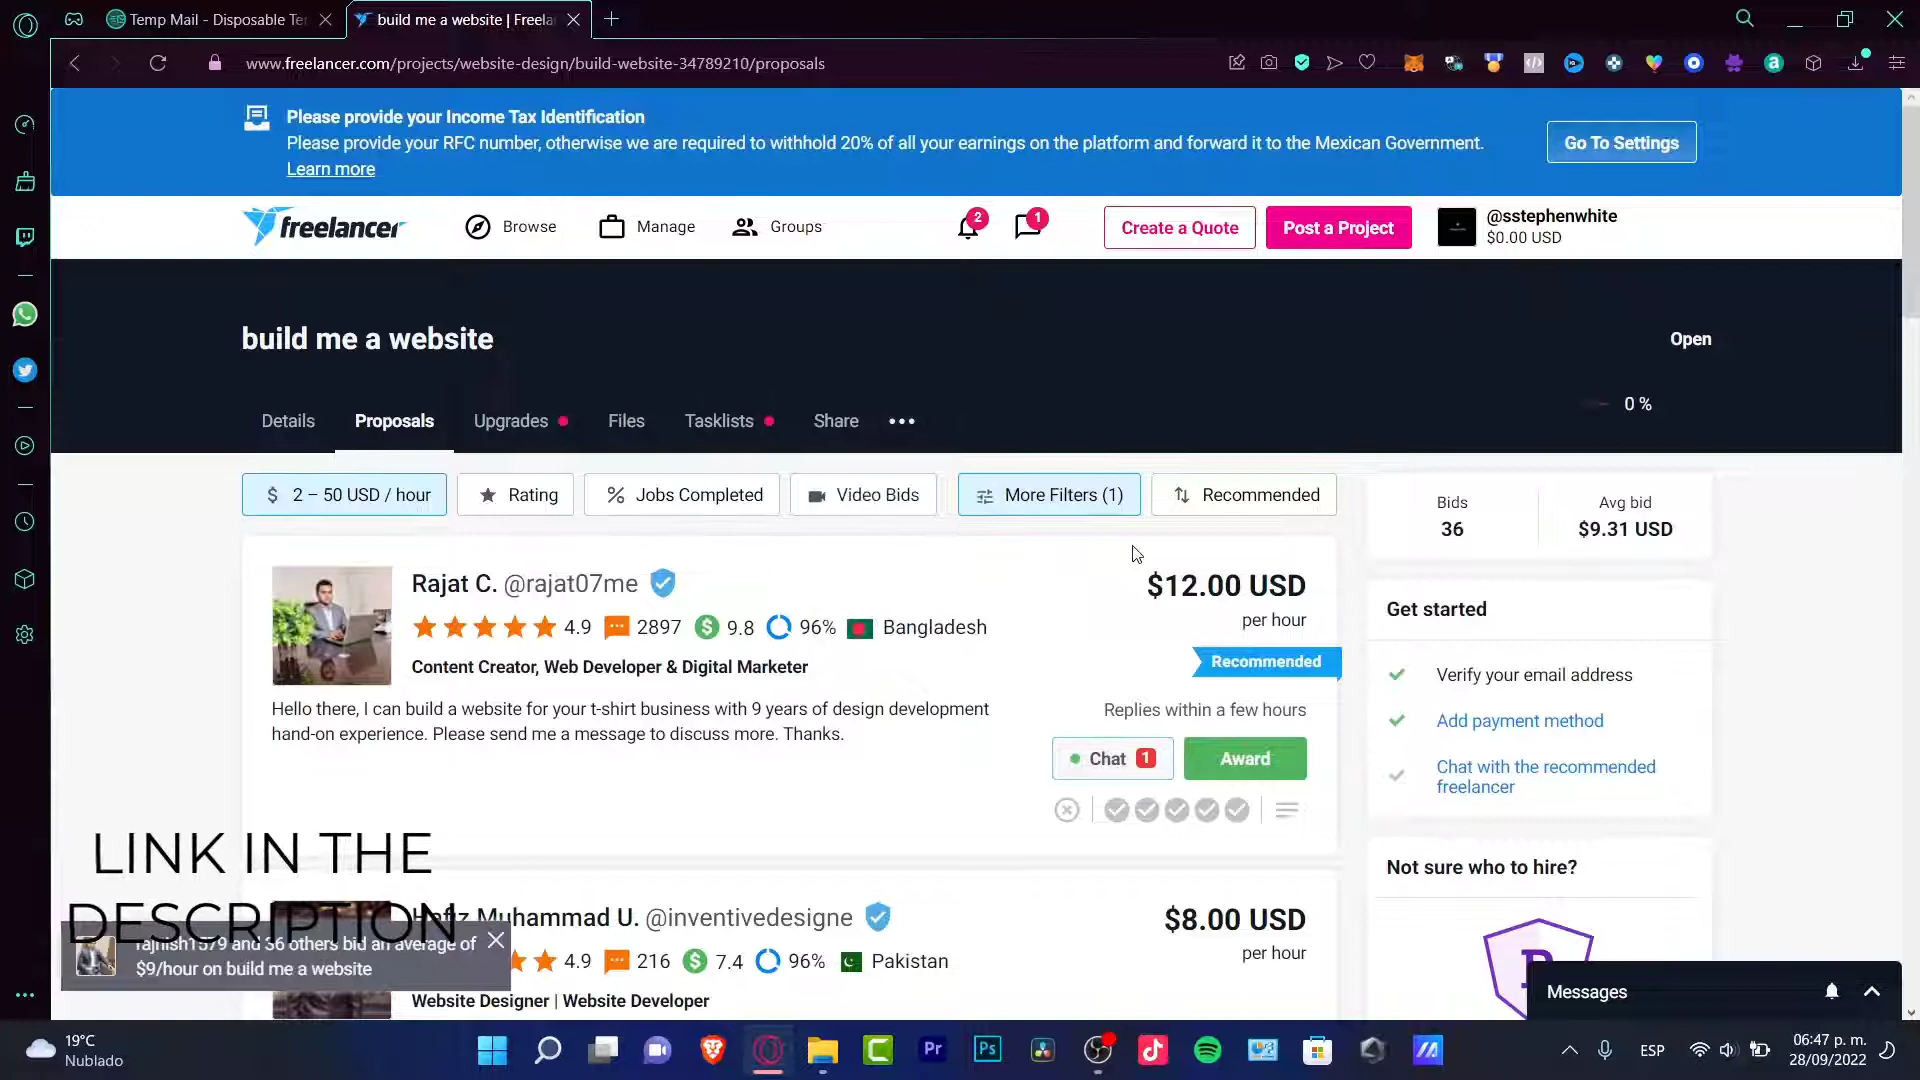 Temp Mail - Disposable Te
build me a website | Freela
www.freelancer.com/projects/website-design/build-website-34789210/proposals
Please provide your Income Tax Identification
Please provide your RFC number, otherwise we are required to withhold 20% of all your earnings on the platform and forward it to the Mexican Government.
Learn more
Go To Settings
freelancer
Browse
Manage
Groups
2
1
Create a Quote
Post a Project
@sstephenwhite
$0.00 USD
build me a website
Open
0 %
Details
Proposals
Upgrades
Files
Tasklists
Share
2 – 50 USD / hour
Rating
Jobs Completed
Video Bids
More Filters (1)
Recommended
Bids
36
Avg bid
$9.31 USD
Rajat C. @rajat07me
4.9 2897 9.8 96% Bangladesh
Content Creator, Web Developer & Digital Marketer
Hello there, I can build a website for your t-shirt business with 9 years of design development
hand-on experience. Please send me a message to discuss more. Thanks.
$12.00 USD
per hour
Recommended
Replies within a few hours
Chat 1
Award
Get started
Verify your email address
Add payment method
Chat with the recommended
freelancer
Not sure who to hire?
LINK IN THE
DESCRIPTION
Hafiz Muhammad U. @inventivedesigne
4.9 216 7.4 96% Pakistan
Website Designer | Website Developer
$8.00 USD
per hour
rajnish1579 and 36 others bid an average of
$9/hour on build me a website
Messages
19°C
Nublado
Pr
Ps
ESP
06:47 p. m.
28/09/2022